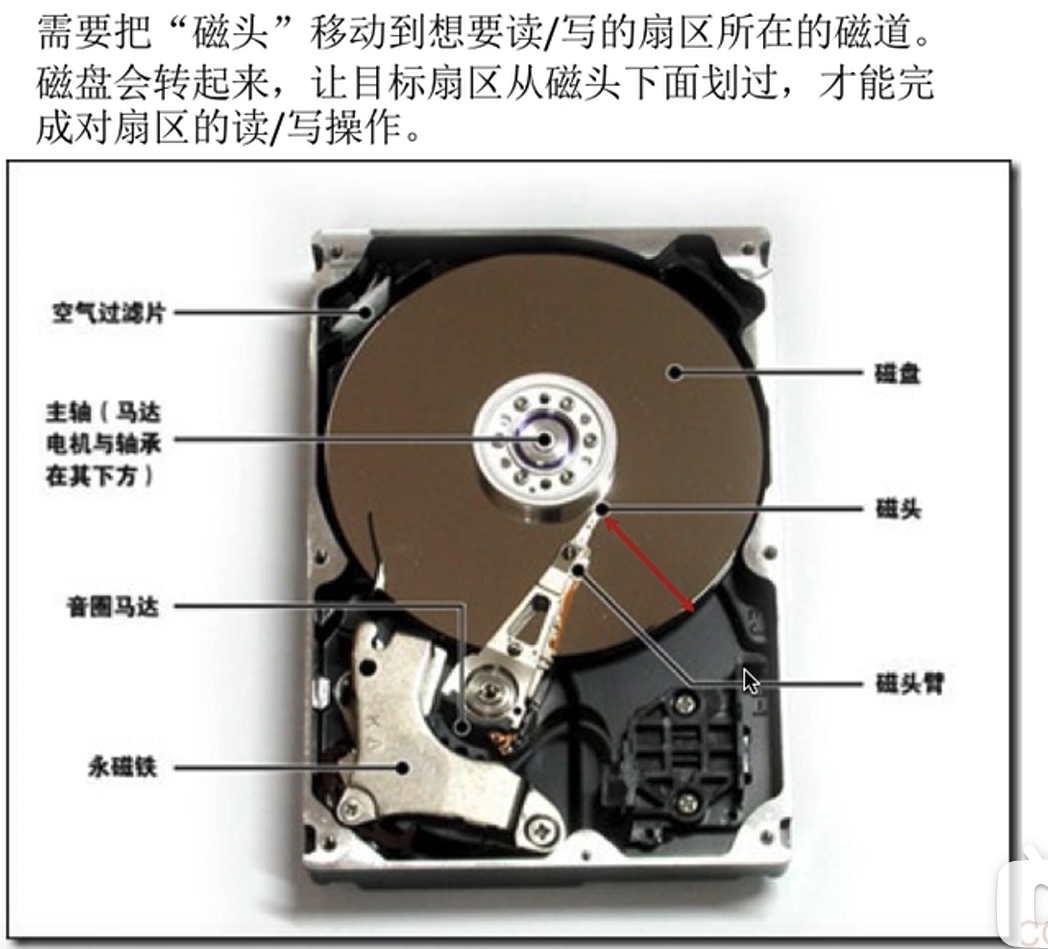 需要把“磁头”移动到想要读/写的扇区所在的磁道。
磁盘会转起来，让目标扇区从磁头下面划过，才能完
成对扇区的读/写操作。
空气过滤片
磁盘
主轴（马达
电机与轴承
在其下方）
磁头
音圈马达
磁头臂
永磁铁